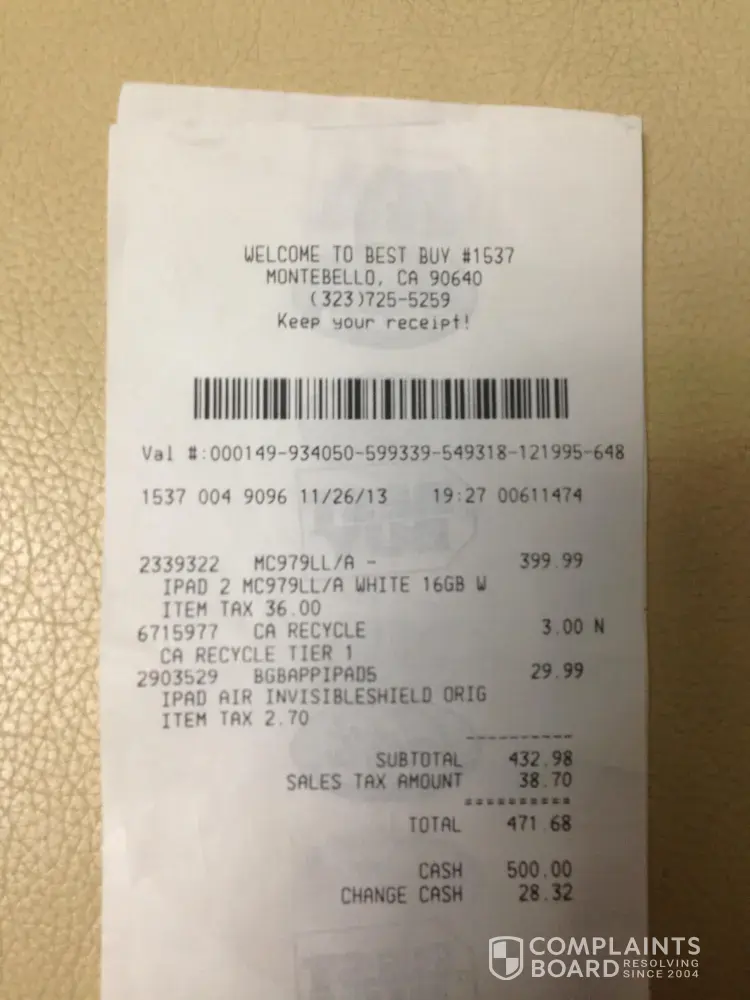 WELCOME TO BEST BUY #1537
MONTEBELLO, CA 90640
(323)725-5259
Keep your receipt!
Val #:000149-934050-599339-549318-121995-648
1537 004 9096 11/26/13 19:27 00611474
2339322 MC979LL/A - 399.99
IPAD 2 MC979LL/A WHITE 16GB W
ITEM TAX 36.00
6715977 CA RECYCLE 3.00 N
CA RECYCLE TIER 1
2903529 BGBAPPIPAD5 29.99
IPAD AIR INVISIBLESHIELD ORIG
ITEM TAX 2.70
SUBTOTAL 432.98
SALES TAX AMOUNT 38.70
TOTAL 471.68
CASH 500.00
CHANGE CASH 28.32
COMPLAINTS
BOARD RESOLVING
SINCE 2004